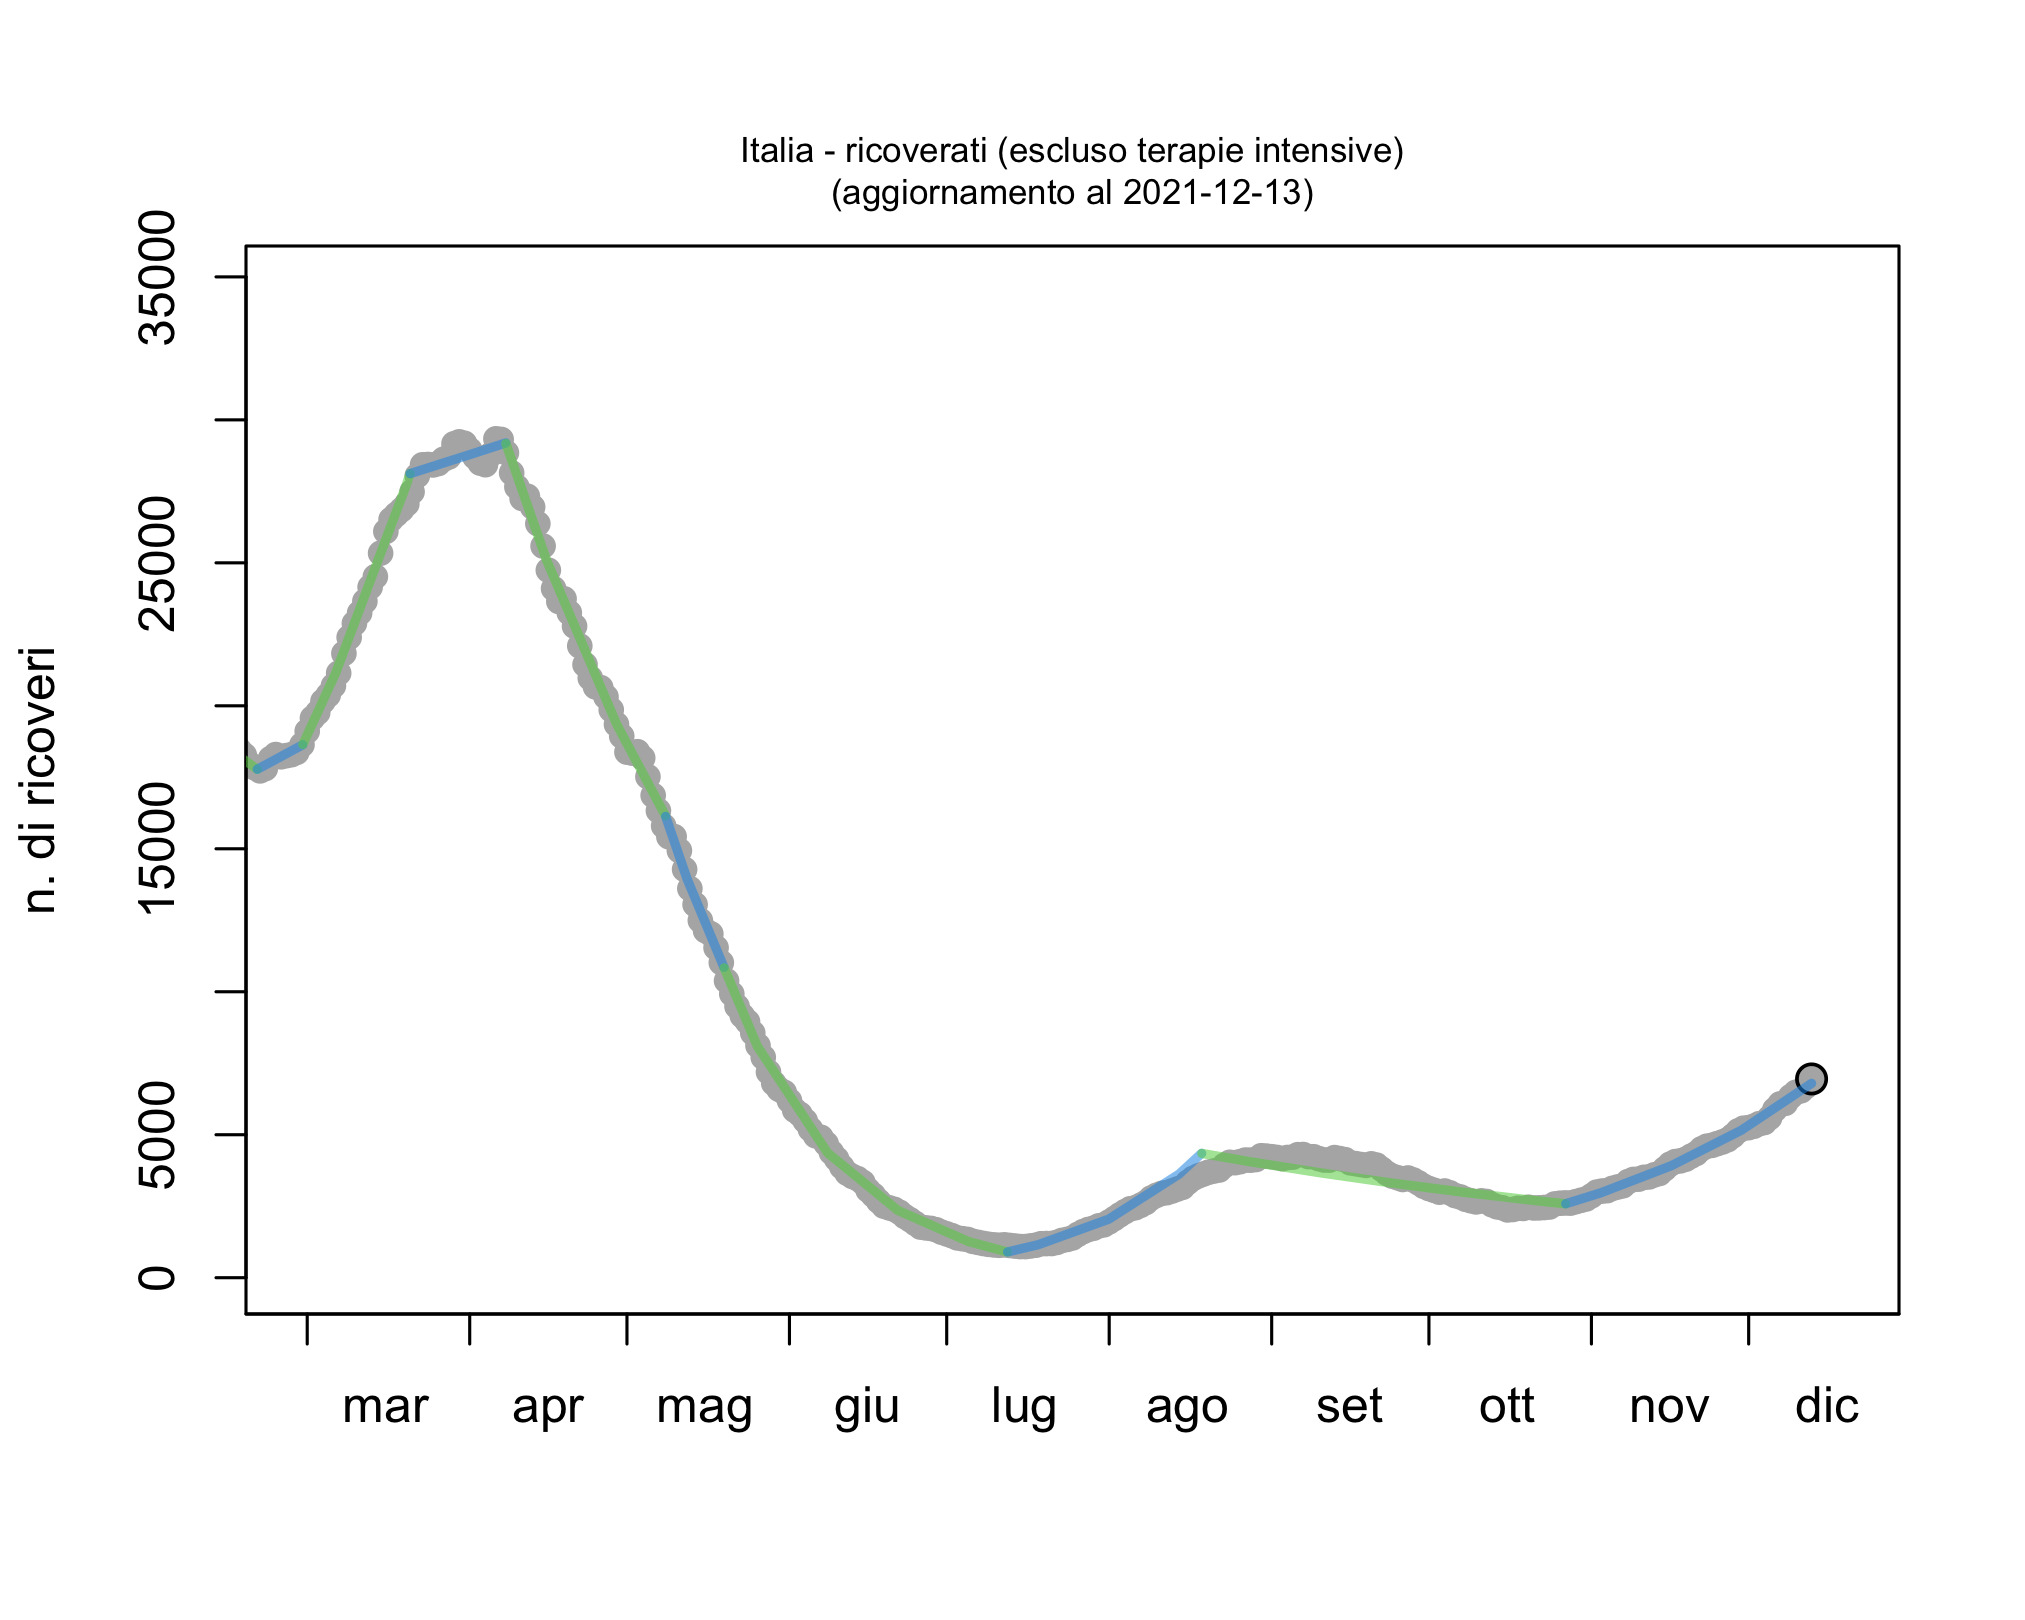 Italia - ricoverati (escluso terapie intensive)
(aggiornamento al 2021-12-13)
n. di ricoveri
35000
25000
15000
5000
0
mar apr mag giu lug ago set ott nov dic